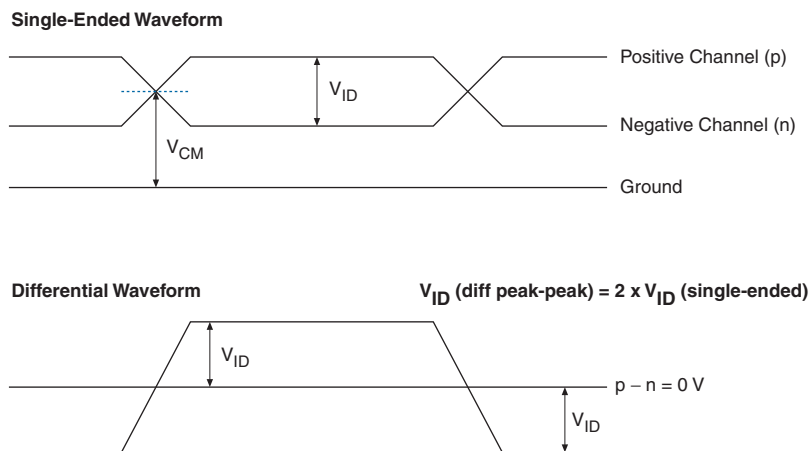 Single-Ended Waveform
Positive Channel (p)
V_ID
Negative Channel (n)
V_CM
Ground
Differential Waveform
V_ID (diff peak-peak) = 2 x V_ID (single-ended)
V_ID
p − n = 0 V
V_ID